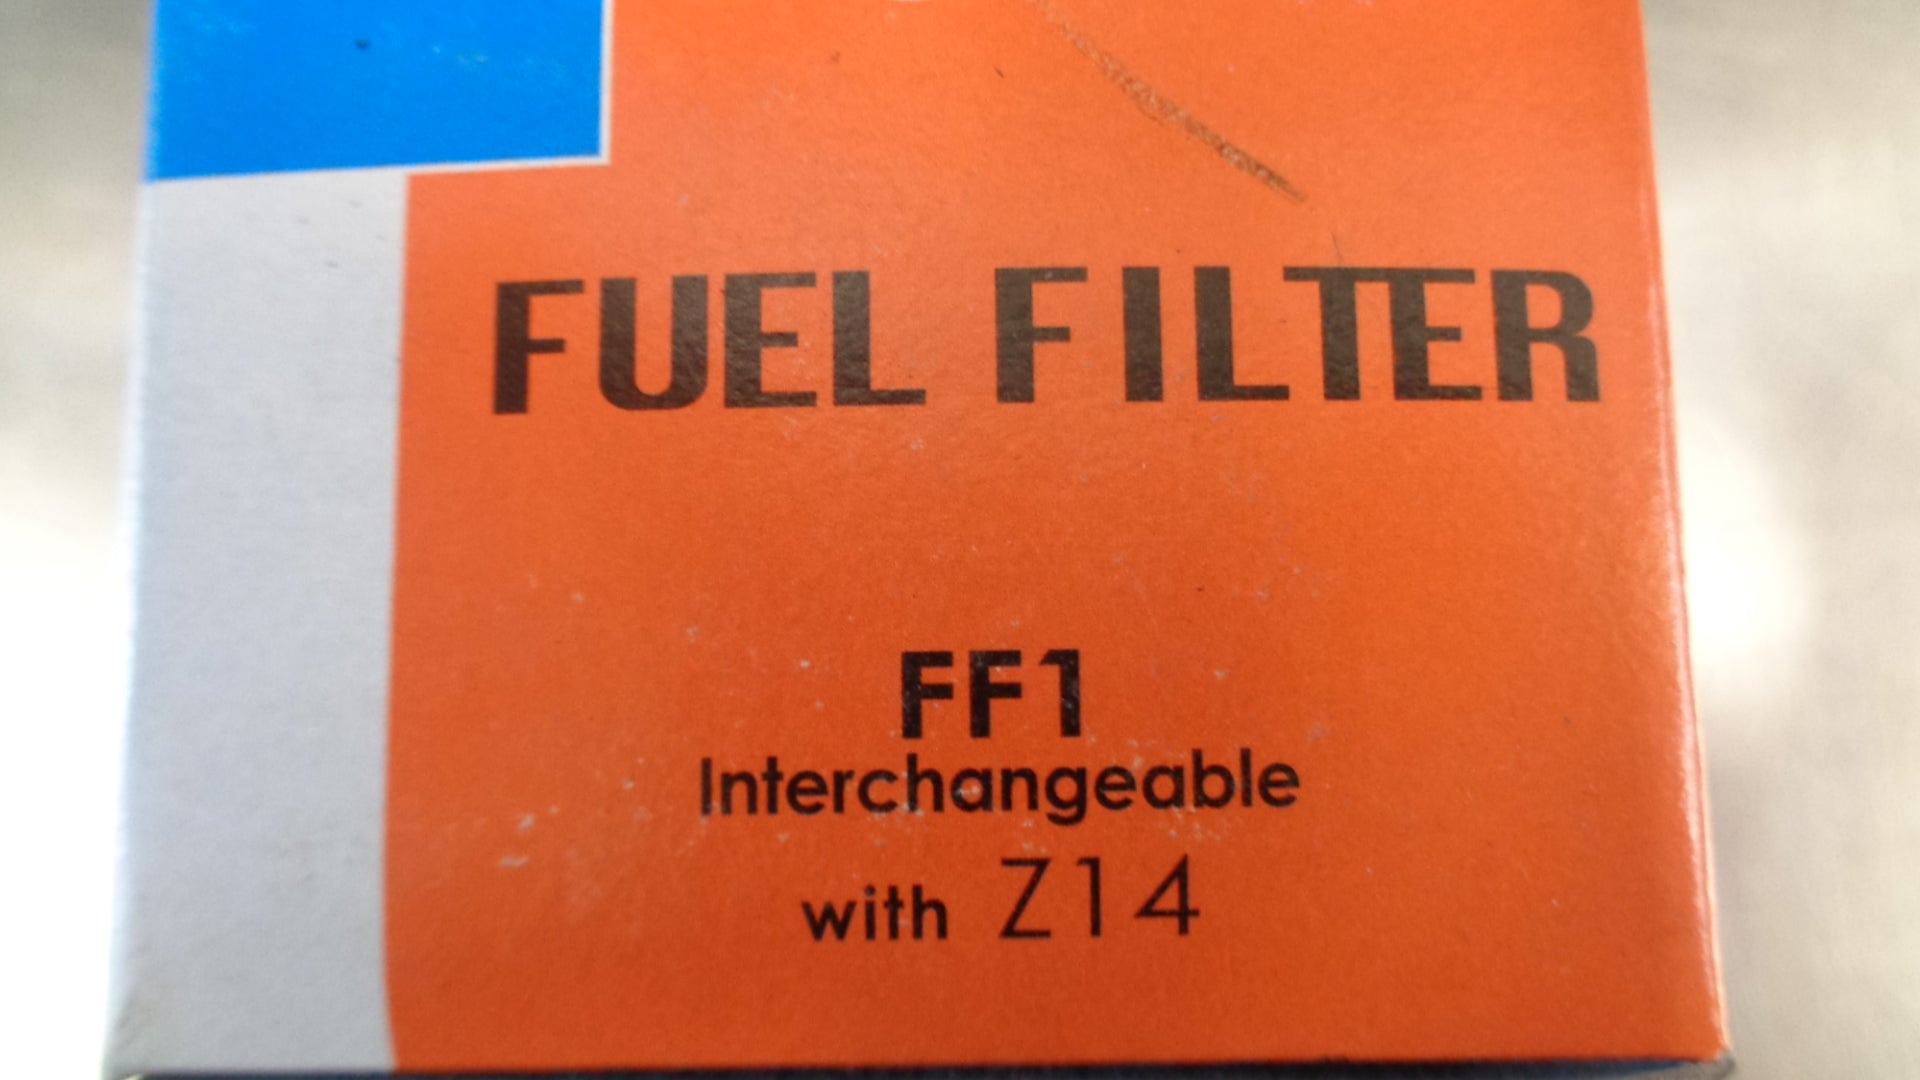 FUEL FILTER
FF1
Interchangeable
with Z14